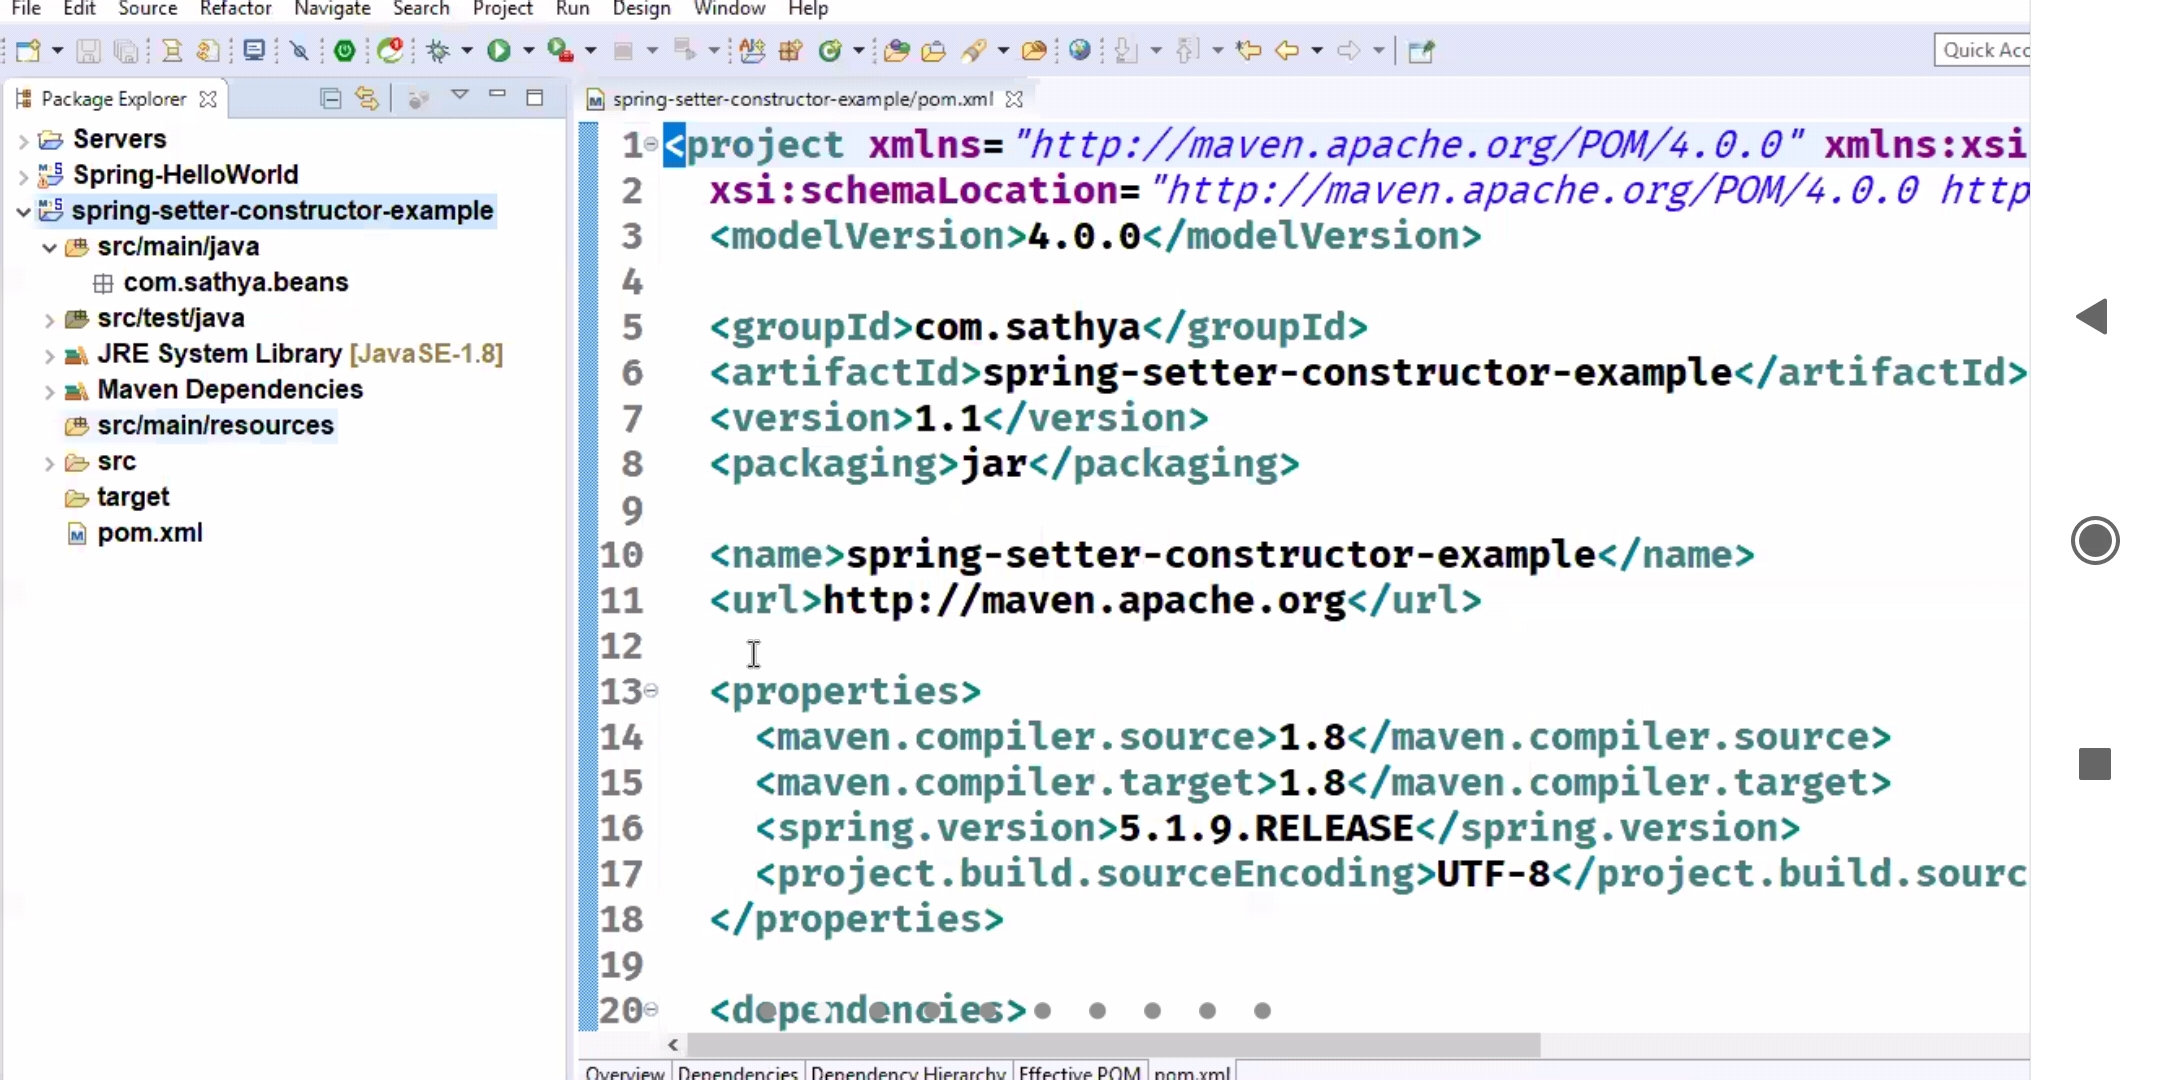 File Edit Source Refactor Navigate Search Project Run Design Window Help
Quick Acc
Package Explorer
spring-setter-constructor-example/pom.xml
Servers
Spring-HelloWorld
spring-setter-constructor-example
src/main/java
com.sathya.beans
src/test/java
JRE System Library [JavaSE-1.8]
Maven Dependencies
src/main/resources
src
target
pom.xml
1 <project xmlns="http://maven.apache.org/POM/4.0.0" xmlns:xsi
2 xsi:schemaLocation="http://maven.apache.org/POM/4.0.0 http
3 <modelVersion>4.0.0</modelVersion>
4
5 <groupId>com.sathya</groupId>
6 <artifactId>spring-setter-constructor-example</artifactId>
7 <version>1.1</version>
8 <packaging>jar</packaging>
9
10 <name>spring-setter-constructor-example</name>
11 <url>http://maven.apache.org</url>
12
13 <properties>
14 <maven.compiler.source>1.8</maven.compiler.source>
15 <maven.compiler.target>1.8</maven.compiler.target>
16 <spring.version>5.1.9.RELEASE</spring.version>
17 <project.build.sourceEncoding>UTF-8</project.build.sourc
18 </properties>
19
20 <dependencies>
Overview Dependencies Dependency Hierarchy Effective POM pom.xml